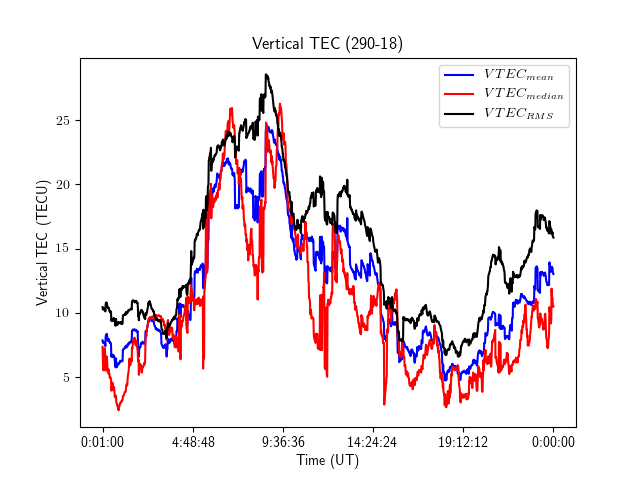 Vertical TEC (290-18)
VTEC_mean
VTEC_median
VTEC_RMS
Vertical TEC (TECU)
25
20
15
10
5
0:01:00 4:48:48 9:36:36 14:24:24 19:12:12 0:00:00
Time (UT)